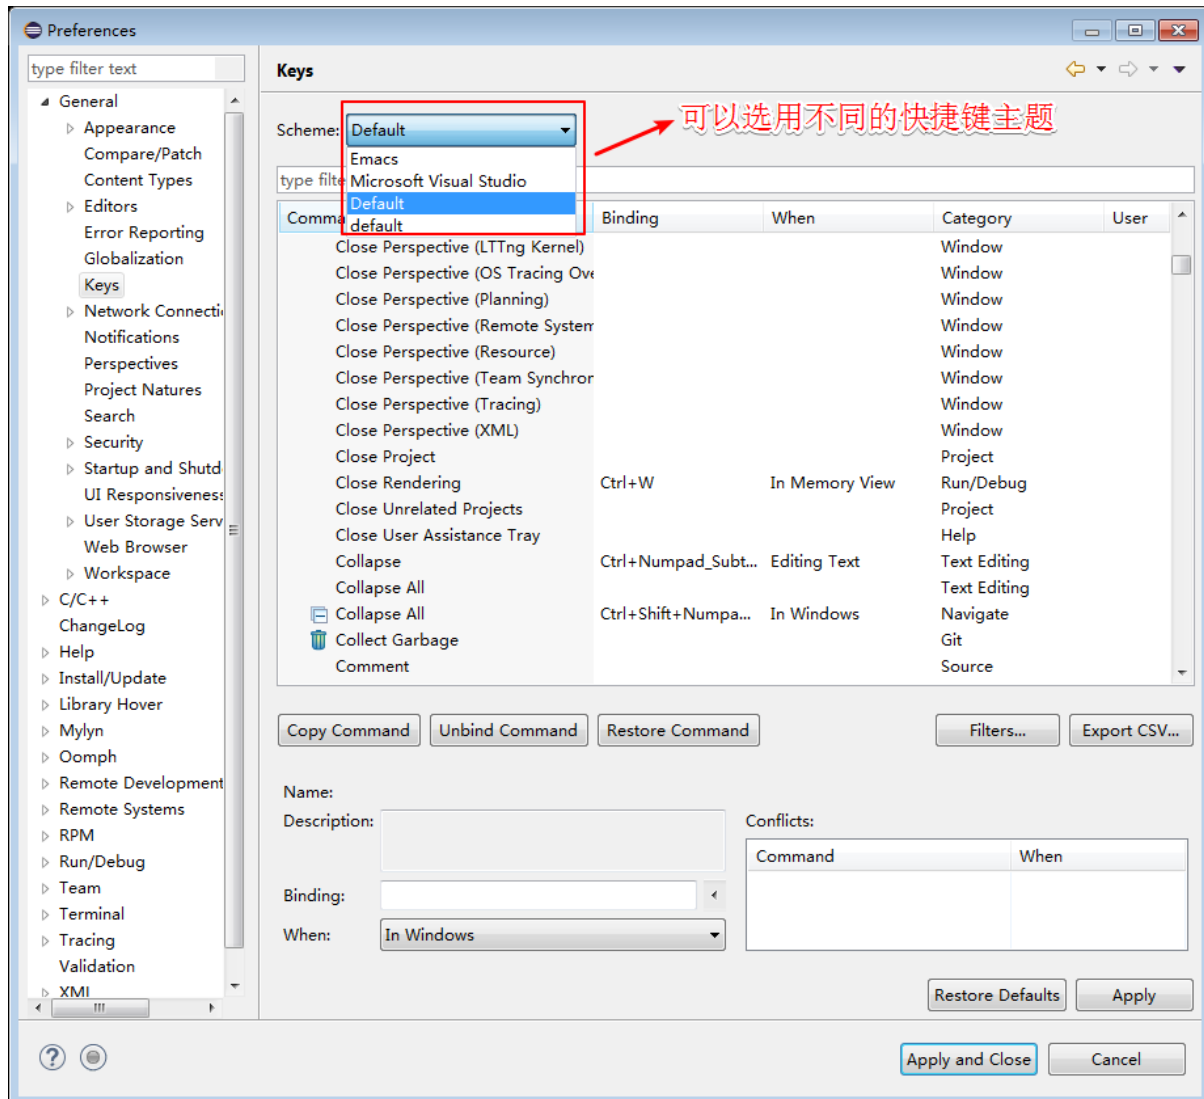 Preferences
type filter text
Keys
General
Appearance
Compare/Patch
Content Types
Editors
Error Reporting
Globalization
Keys
Network Connecti
Notifications
Perspectives
Project Natures
Search
Security
Startup and Shutd
UI Responsiveness
User Storage Serv
Web Browser
Workspace
C/C++
ChangeLog
Help
Install/Update
Library Hover
Mylyn
Oomph
Remote Development
Remote Systems
RPM
Run/Debug
Team
Terminal
Tracing
Validation
XML
Scheme: Default
可以选用不同的快捷键主题
Emacs
Microsoft Visual Studio
Default
default
type filte
Comma Binding When Category User
Close Perspective (LTTng Kernel) Window
Close Perspective (OS Tracing Ove Window
Close Perspective (Planning) Window
Close Perspective (Remote System Window
Close Perspective (Resource) Window
Close Perspective (Team Synchror Window
Close Perspective (Tracing) Window
Close Perspective (XML) Window
Close Project Project
Close Rendering Ctrl+W In Memory View Run/Debug
Close Unrelated Projects Project
Close User Assistance Tray Help
Collapse Ctrl+Numpad_Subt... Editing Text Text Editing
Collapse All Text Editing
Collapse All Ctrl+Shift+Numpa... In Windows Navigate
Collect Garbage Git
Comment Source
Copy Command Unbind Command Restore Command Filters... Export CSV...
Name:
Description:
Conflicts:
Command When
Binding:
When: In Windows
Restore Defaults Apply
Apply and Close Cancel